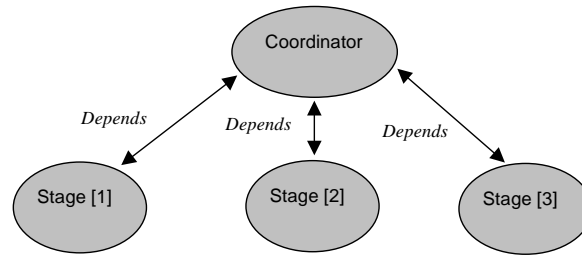 Coordinator
Depends
Depends
Depends
Stage [1]
Stage [2]
Stage [3]